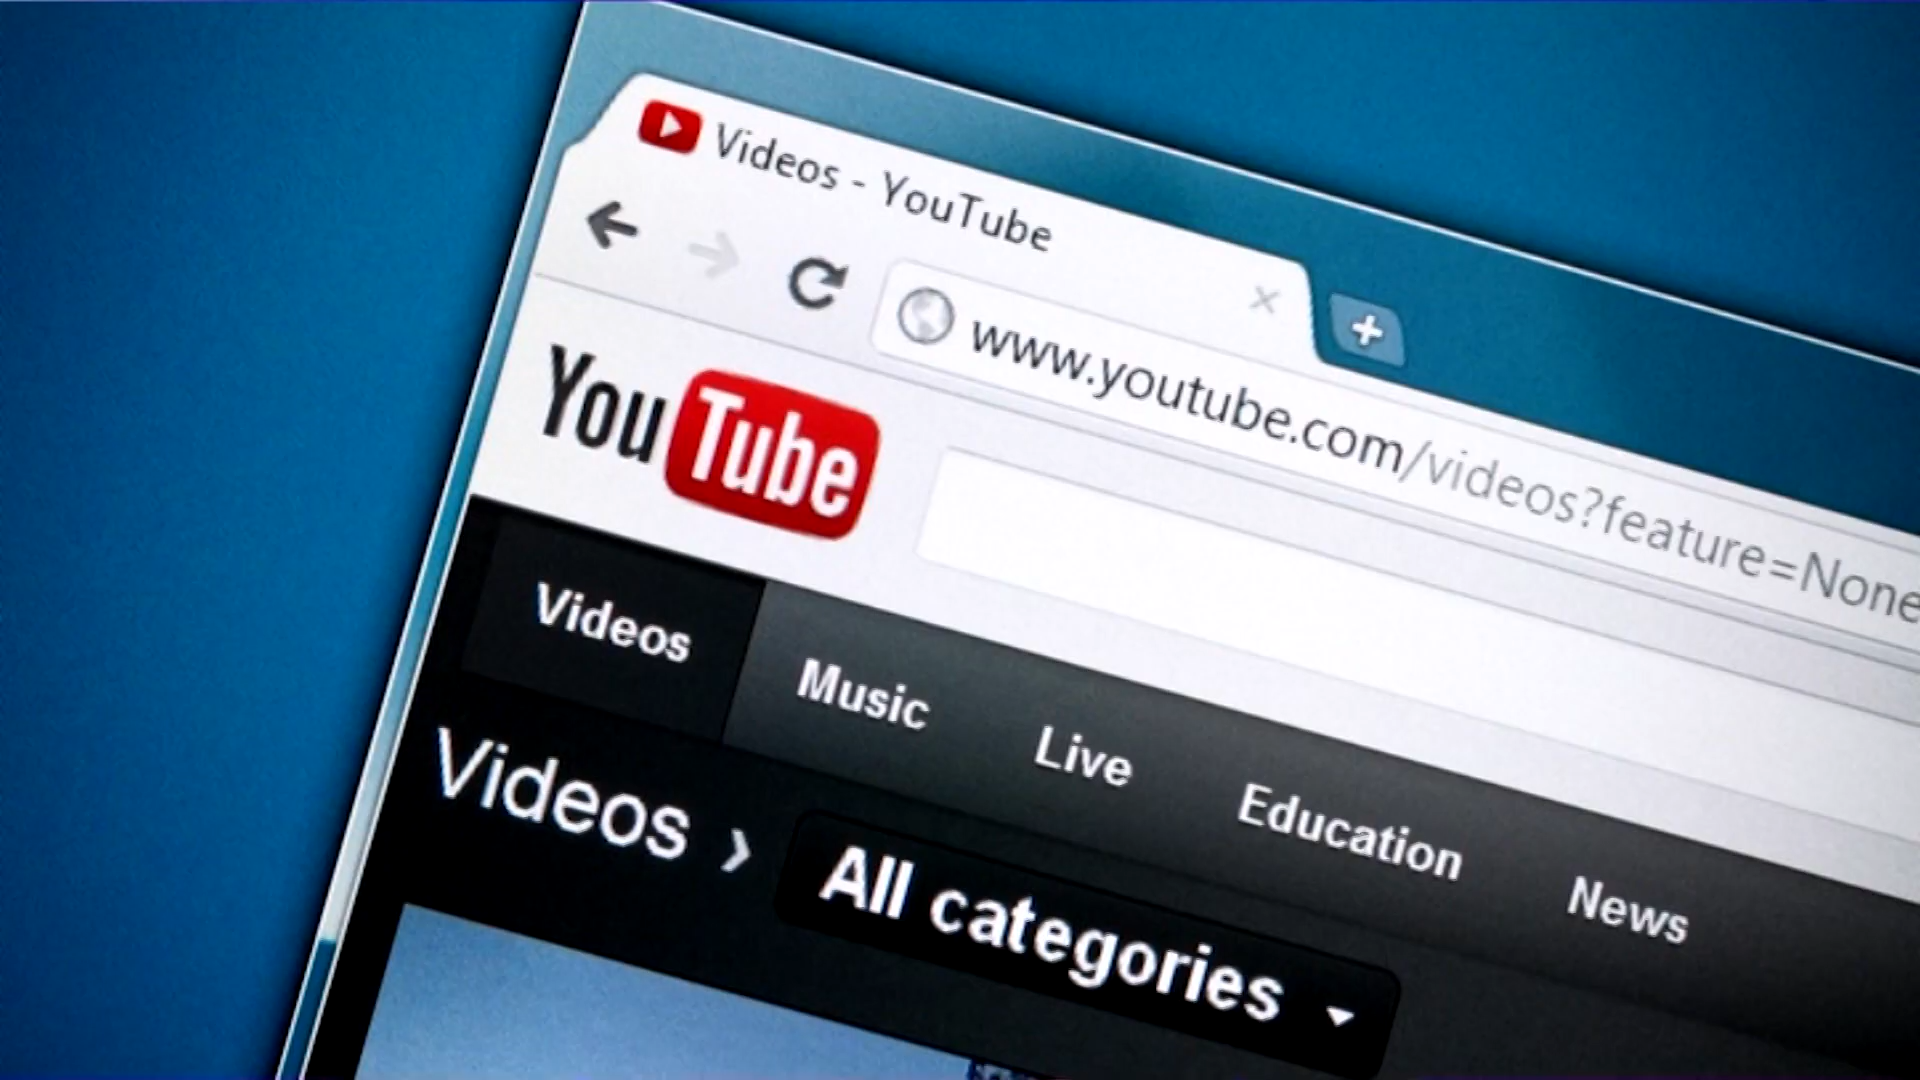 Videos - YouTube
www.youtube.com/videos?feature=None
YouTube
Videos Music Live Education News
Videos › All categories